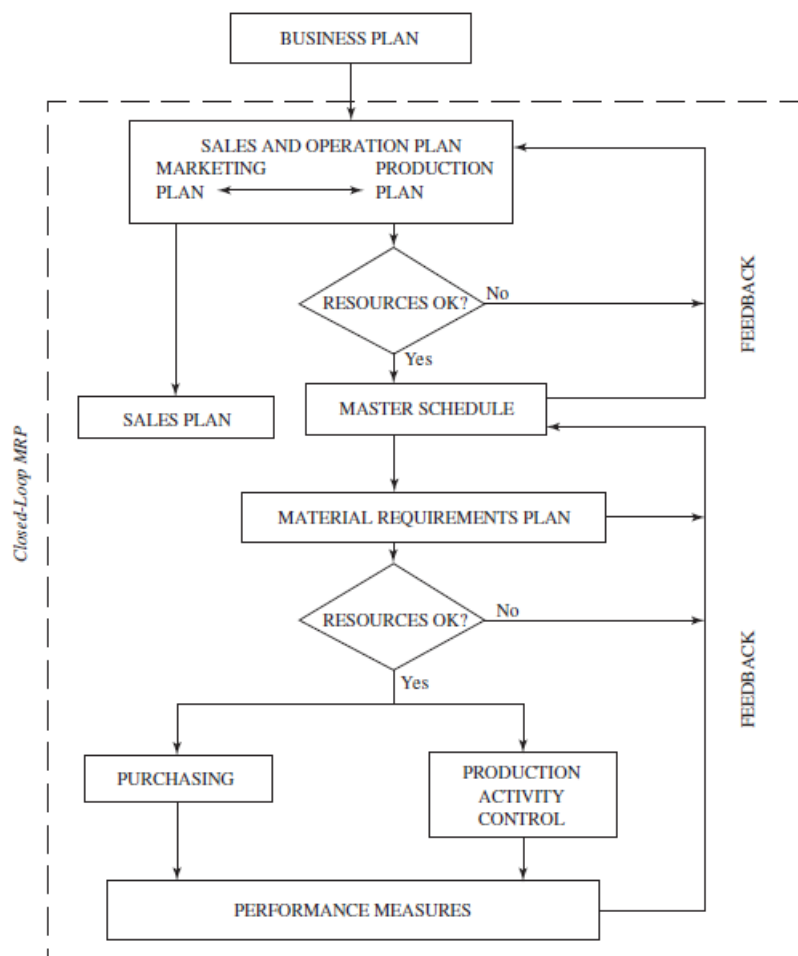 BUSINESS PLAN
SALES AND OPERATION PLAN
MARKETING
PLAN
PRODUCTION
PLAN
RESOURCES OK?
No
Yes
FEEDBACK
SALES PLAN
MASTER SCHEDULE
Closed-Loop MRP
MATERIAL REQUIREMENTS PLAN
RESOURCES OK?
No
Yes
FEEDBACK
PURCHASING
PRODUCTION
ACTIVITY
CONTROL
PERFORMANCE MEASURES